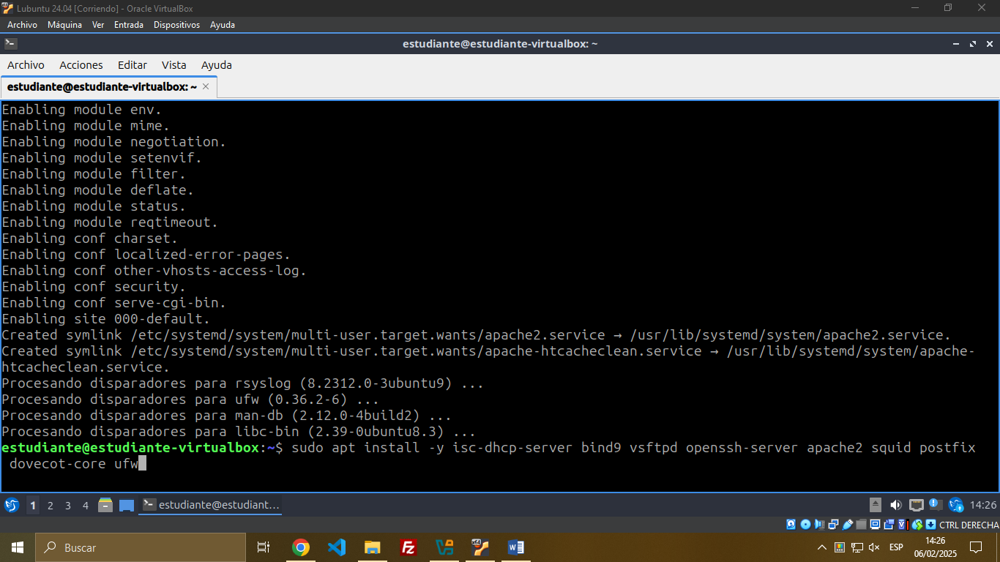 Lubuntu 24.04 [Corriendo] - Oracle VirtualBox
Archivo Máquina Ver Entrada Dispositivos Ayuda
estudiante@estudiante-virtualbox: ~
Archivo Acciones Editar Vista Ayuda
estudiante@estudiante-virtualbox: ~
Enabling module env.
Enabling module mime.
Enabling module negotiation.
Enabling module setenvif.
Enabling module filter.
Enabling module deflate.
Enabling module status.
Enabling module reqtimeout.
Enabling conf charset.
Enabling conf localized-error-pages.
Enabling conf other-vhosts-access-log.
Enabling conf security.
Enabling conf serve-cgi-bin.
Enabling site 000-default.
Created symlink /etc/systemd/system/multi-user.target.wants/apache2.service → /usr/lib/systemd/system/apache2.service.
Created symlink /etc/systemd/system/multi-user.target.wants/apache-htcacheclean.service → /usr/lib/systemd/system/apache-
htcacheclean.service.
Procesando disparadores para rsyslog (8.2312.0-3ubuntu9) ...
Procesando disparadores para ufw (0.36.2-6) ...
Procesando disparadores para man-db (2.12.0-4build2) ...
Procesando disparadores para libc-bin (2.39-0ubuntu8.3) ...
estudiante@estudiante-virtualbox:~$ sudo apt install -y isc-dhcp-server bind9 vsftpd openssh-server apache2 squid postfix
dovecot-core ufw
1 2 3 4 estudiante@estudiant... 14:26
CTRL DERECHA
Buscar
ESP
14:26
06/02/2025